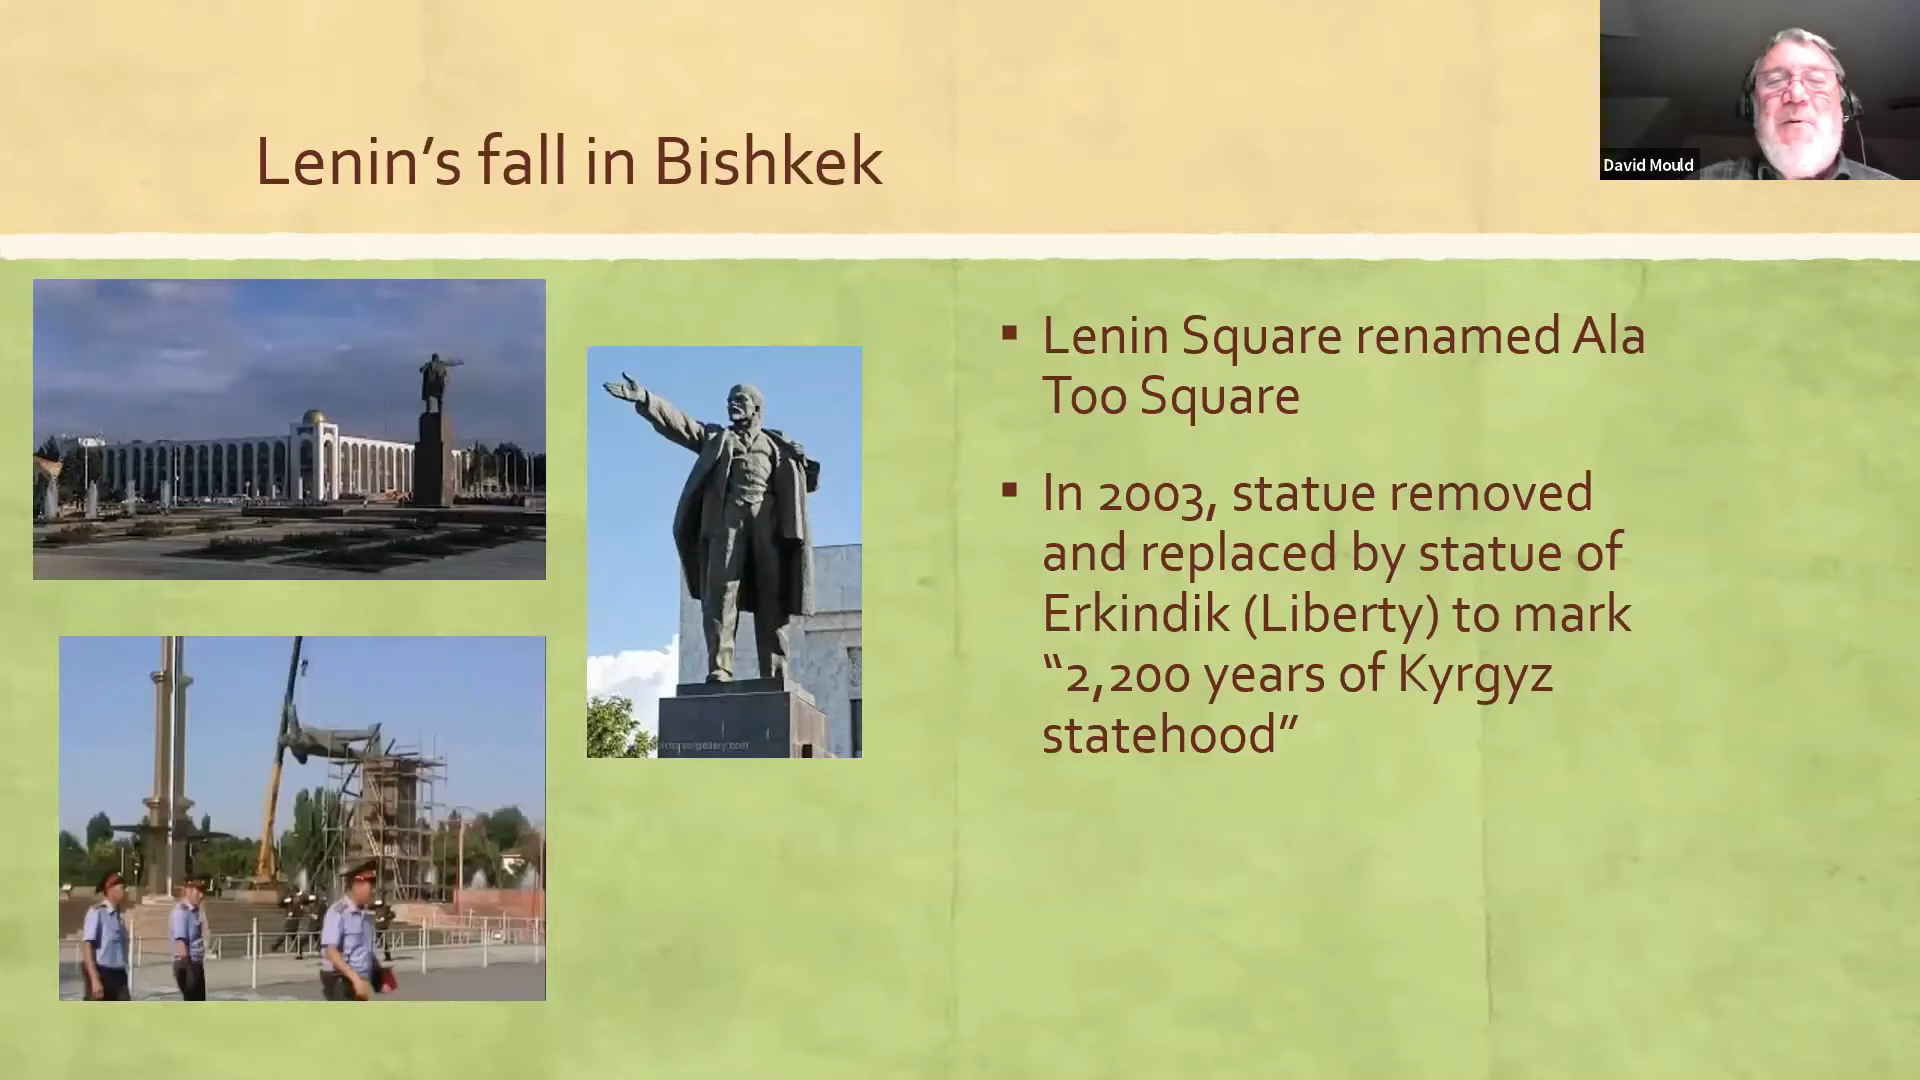 Lenin’s fall in Bishkek
David Mould
▪ Lenin Square renamed Ala
Too Square
▪ In 2003, statue removed
and replaced by statue of
Erkindik (Liberty) to mark
“2,200 years of Kyrgyz
statehood”